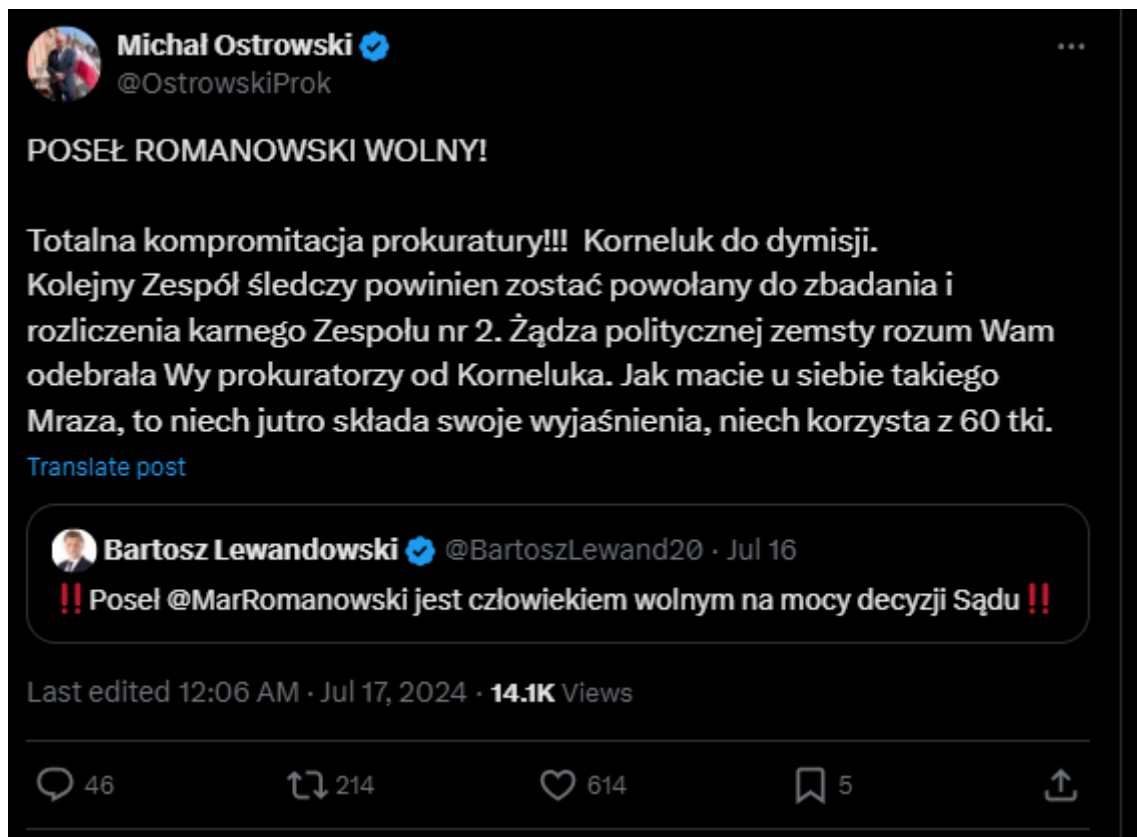 Michał Ostrowski
@OstrowskiProk
POSEŁ ROMANOWSKI WOLNY!
Totalna kompromitacja prokuratury!!! Korneluk do dymisji.
Kolejny Zespół śledczy powinien zostać powołany do zbadania i
rozliczenia karnego Zespołu nr 2. Żądza politycznej zemsty rozum Wam
odebrała Wy prokuratorzy od Korneluka. Jak macie u siebie takiego
Mraza, to niech jutro składa swoje wyjaśnienia, niech korzysta z 60 tki.
Translate post
Bartosz Lewandowski @BartoszLewand20 · Jul 16
‼️Poseł @MarRomanowski jest człowiekiem wolnym na mocy decyzji Sądu‼️
Last edited 12:06 AM · Jul 17, 2024 · 14.1K Views
46 214 614 5